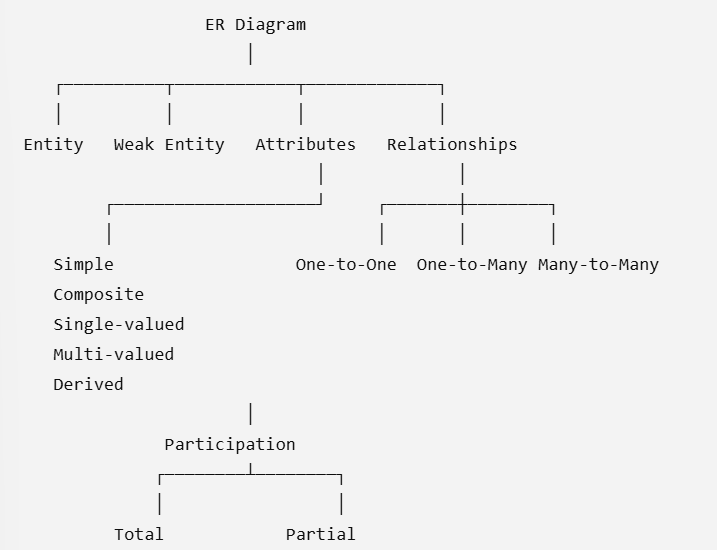 ER Diagram
Entity Weak Entity Attributes Relationships
Simple One-to-One One-to-Many Many-to-Many
Composite
Single-valued
Multi-valued
Derived
Participation
Total Partial